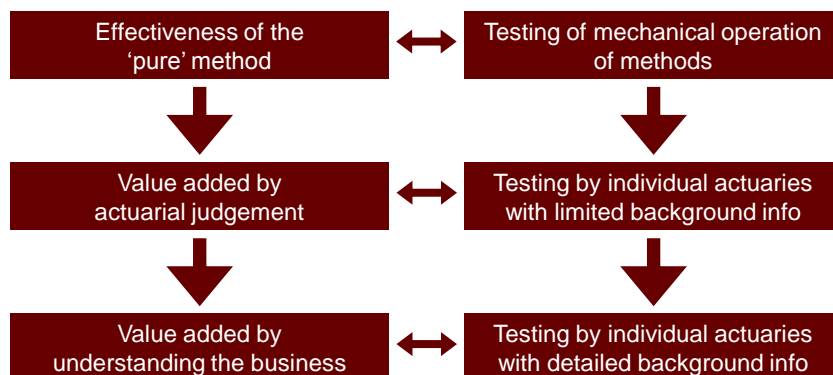 Effectiveness of the
‘pure’ method
Testing of mechanical operation
of methods
Value added by
actuarial judgement
Testing by individual actuaries
with limited background info
Value added by
understanding the business
Testing by individual actuaries
with detailed background info